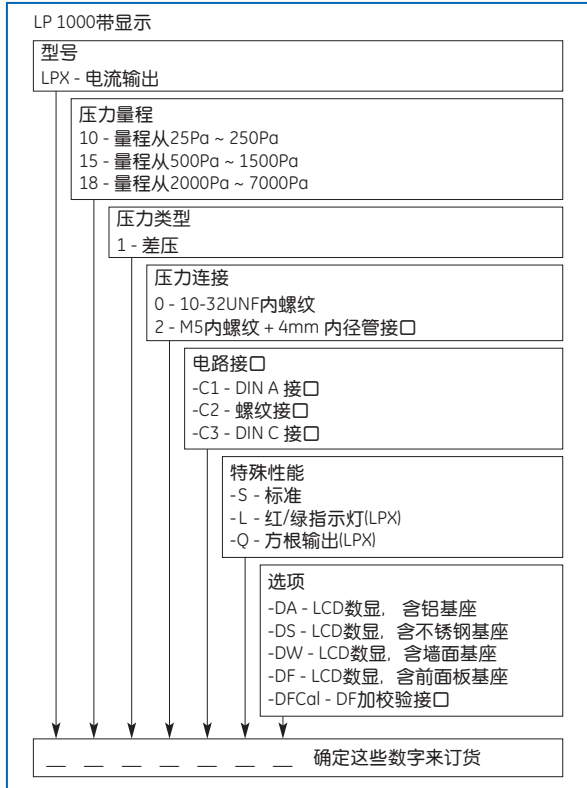 LP 1000带显示
型号
LPX - 电流输出
压力量程
10 - 量程从25Pa ~ 250Pa
15 - 量程从500Pa ~ 1500Pa
18 - 量程从2000Pa ~ 7000Pa
压力类型
1 - 差压
压力连接
0 - 10-32UNF内螺纹
2 - M5内螺纹 + 4mm 内径管接口
电路接口
-C1 - DIN A 接口
-C2 - 螺纹接口
-C3 - DIN C 接口
特殊性能
-S - 标准
-L - 红/绿指示灯(LPX)
-Q - 方根输出(LPX)
选项
-DA - LCD数显, 含铝基座
-DS - LCD数显, 含不锈钢基座
-DW - LCD数显, 含墙面基座
-DF - LCD数显, 含前面板基座
-DFCal - DF加校验接口
__ __ __ __ __ __ __ 确定这些数字来订货